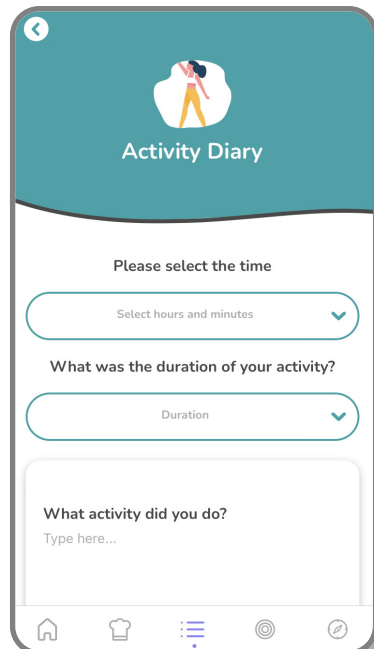 Activity Diary
Please select the time
Select hours and minutes
What was the duration of your activity?
Duration
What activity did you do?
Type here...